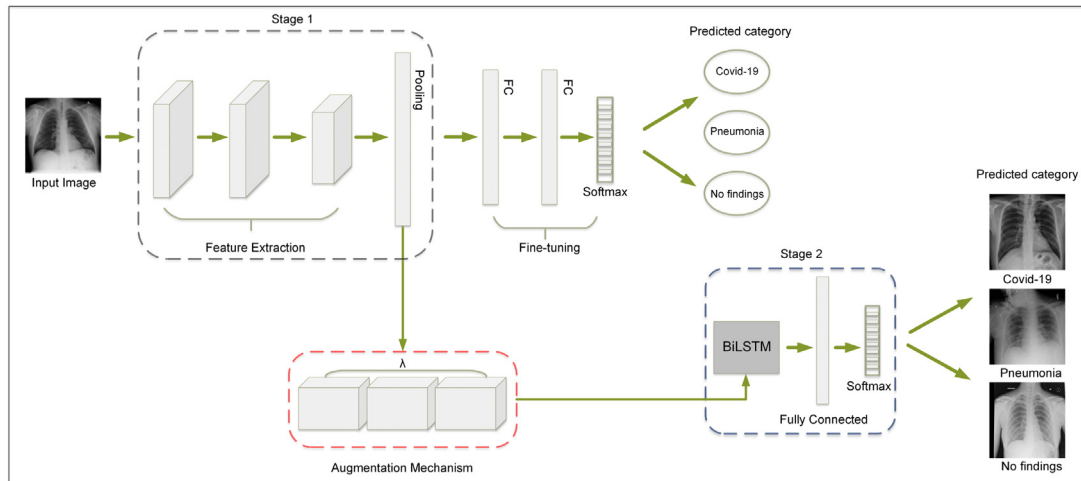 Stage 1
Predicted category
Pooling
FC
FC
Covid-19
Pneumonia
No findings
Input Image
Softmax
Feature Extraction
Fine-tuning
Predicted category
Stage 2
Covid-19
BiLSTM
λ
Softmax
Pneumonia
Fully Connected
Augmentation Mechanism
No findings